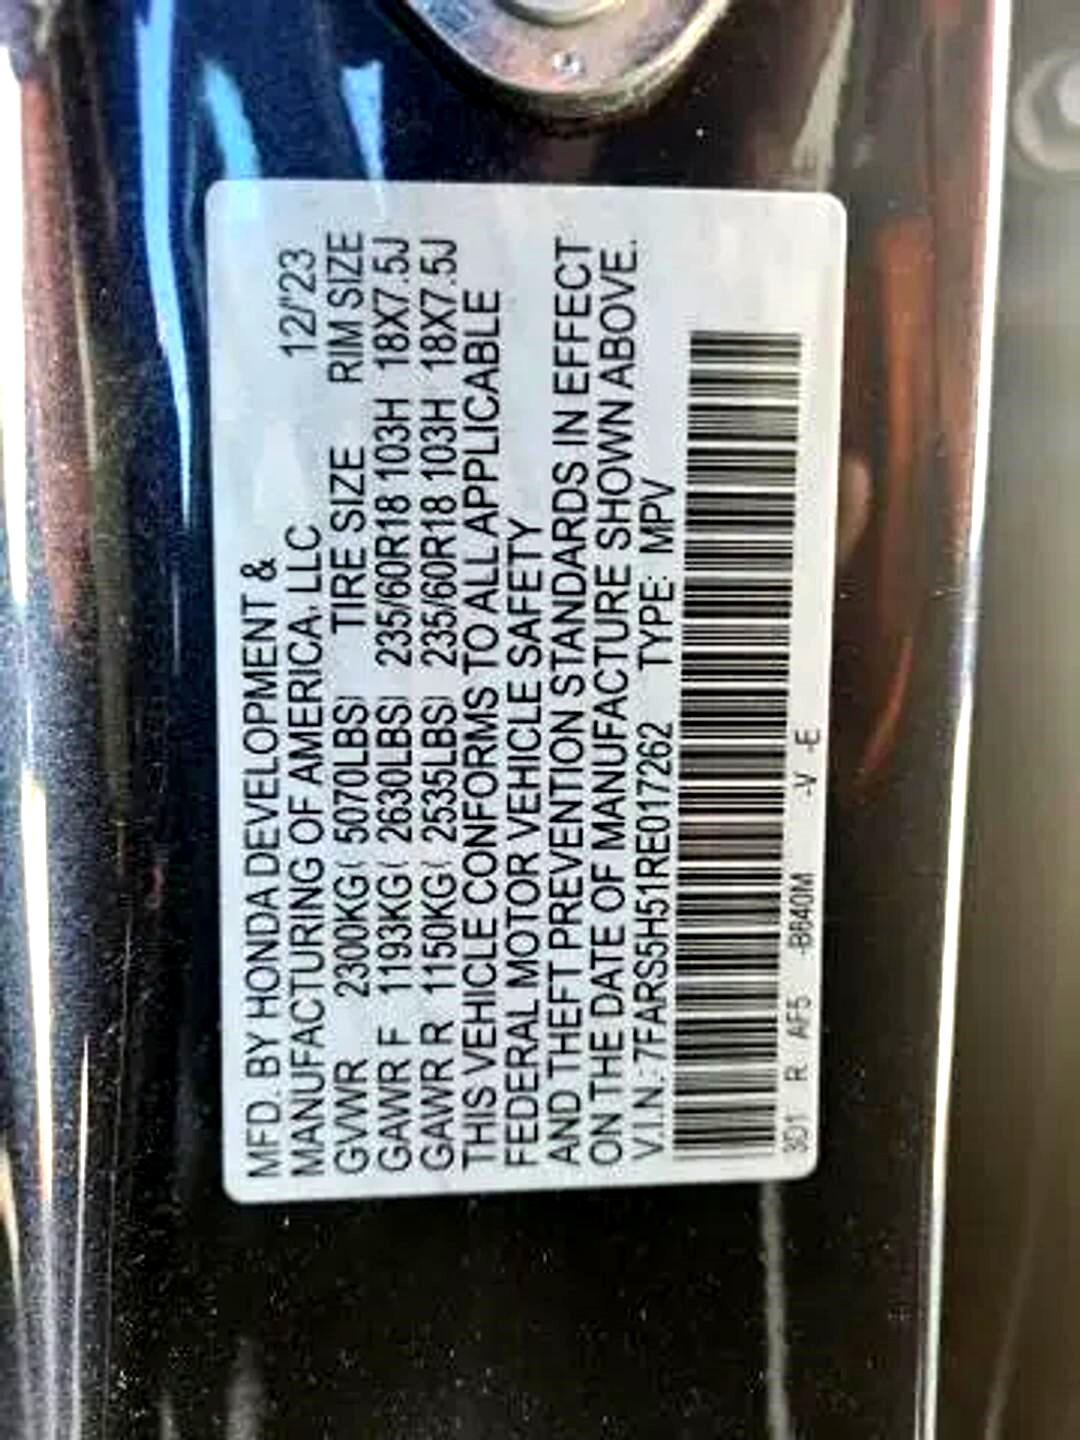 MFD. BY HONDA DEVELOPMENT &
MANUFACTURING OF AMERICA, LLC 12/'23
GVWR 2300KG( 5070LBS) TIRE SIZE RIM SIZE
GAWR F 1193KG( 2630LBS) 235/60R18 103H 18X7.5J
GAWR R 1150KG( 2535LBS) 235/60R18 103H 18X7.5J
THIS VEHICLE CONFORMS TO ALL APPLICABLE
FEDERAL MOTOR VEHICLE SAFETY
AND THEFT PREVENTION STANDARDS IN EFFECT
ON THE DATE OF MANUFACTURE SHOWN ABOVE.
V.I.N.: 7FARS5H51RE017262 TYPE: MPV
3D1 R AF5 -B640M -V -E